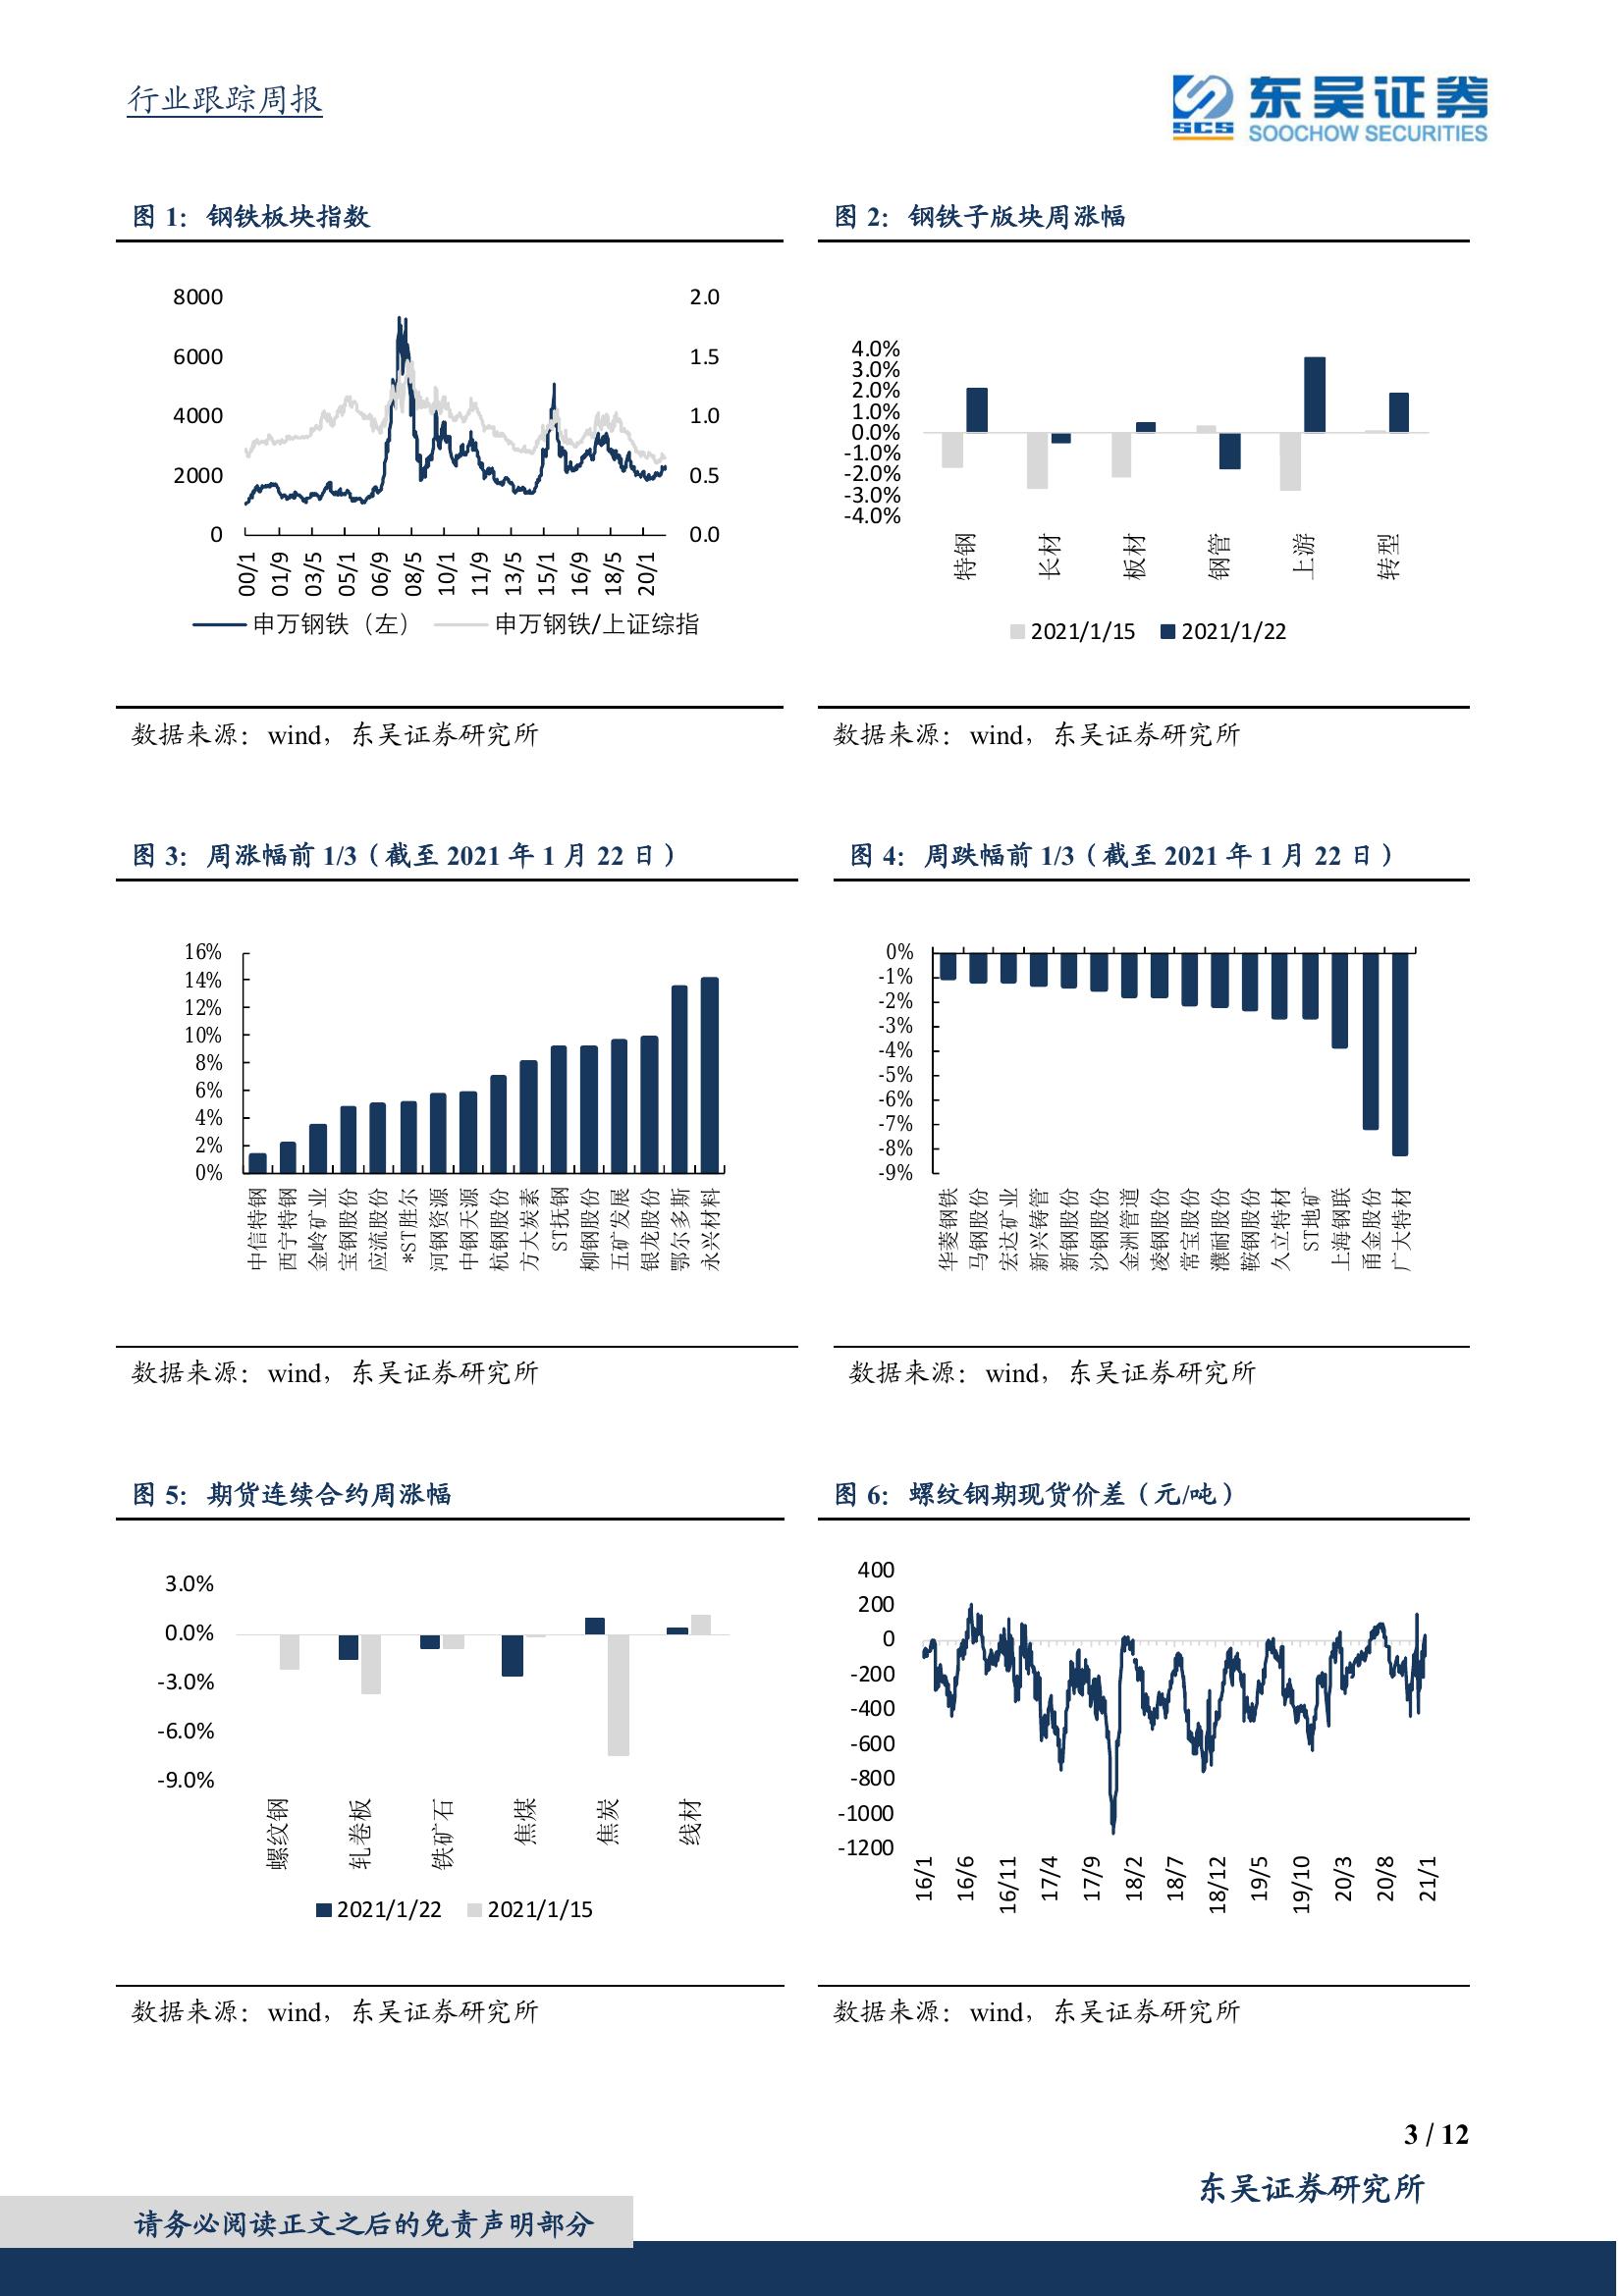 行业跟踪周报
东吴证券
SCS
SOOCHOW SECURITIES
图 1：钢铁板块指数
8000
6000
4000
2000
0
2.0
1.5
1.0
0.5
0.0
00/1
01/9
03/5
05/1
06/9
08/5
10/1
11/9
13/5
15/1
16/9
18/5
20/1
申万钢铁（左）
申万钢铁/上证综指
数据来源：wind，东吴证券研究所
图 2：钢铁子版块周涨幅
4.0%
3.0%
2.0%
1.0%
0.0%
-1.0%
-2.0%
-3.0%
-4.0%
特钢
长材
板材
钢管
上游
转型
2021/1/15
2021/1/22
数据来源：wind，东吴证券研究所
图 3：周涨幅前 1/3（截至 2021 年 1 月 22 日）
16%
14%
12%
10%
8%
6%
4%
2%
0%
中信特钢
西宁特钢
金岭矿业
宝钢股份
应流股份
*ST胜尔
河钢资源
中钢天源
杭钢股份
方大炭素
ST抚钢
柳钢股份
五矿发展
银龙股份
鄂尔多斯
永兴材料
数据来源：wind，东吴证券研究所
图 4：周跌幅前 1/3（截至 2021 年 1 月 22 日）
0%
-1%
-2%
-3%
-4%
-5%
-6%
-7%
-8%
-9%
华菱钢铁
马钢股份
宏达矿业
新兴铸管
新钢股份
沙钢股份
金洲管道
凌钢股份
常宝股份
濮耐股份
鞍钢股份
久立特材
ST地矿
上海钢联
甬金股份
广大特材
数据来源：wind，东吴证券研究所
图 5：期货连续合约周涨幅
3.0%
0.0%
-3.0%
-6.0%
-9.0%
螺纹钢
轧卷板
铁矿石
焦煤
焦炭
线材
2021/1/22
2021/1/15
数据来源：wind，东吴证券研究所
图 6：螺纹钢期现货价差（元/吨）
400
200
0
-200
-400
-600
-800
-1000
-1200
16/1
16/6
16/11
17/4
17/9
18/2
18/7
18/12
19/5
19/10
20/3
20/8
21/1
数据来源：wind，东吴证券研究所
3 / 12
东吴证券研究所
请务必阅读正文之后的免责声明部分